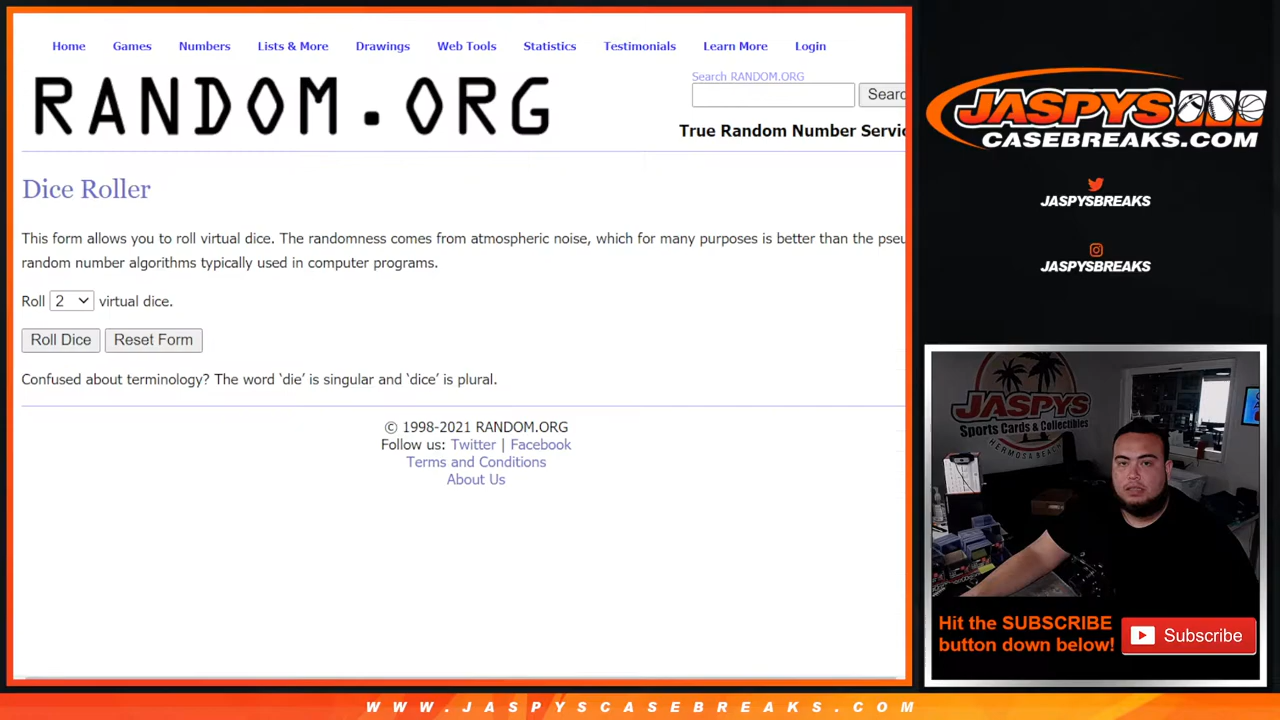 Home Games Numbers Lists & More Drawings Web Tools Statistics Testimonials Learn More Login
RANDOM.ORG
Search RANDOM.ORG
Searc
True Random Number Servic
Dice Roller
This form allows you to roll virtual dice. The randomness comes from atmospheric noise, which for many purposes is better than the pseu
random number algorithms typically used in computer programs.
Roll 2 virtual dice.
Roll Dice Reset Form
Confused about terminology? The word ‘die’ is singular and ‘dice’ is plural.
© 1998-2021 RANDOM.ORG
Follow us: Twitter | Facebook
Terms and Conditions
About Us
JASPYS
CASEBREAKS.COM
JASPYSBREAKS
JASPYSBREAKS
JASPYS
Sports Cards & Collectibles
HERMOSA BEACH
Hit the SUBSCRIBE
button down below!
Subscribe
WWW.JASPYSCASEBREAKS.COM